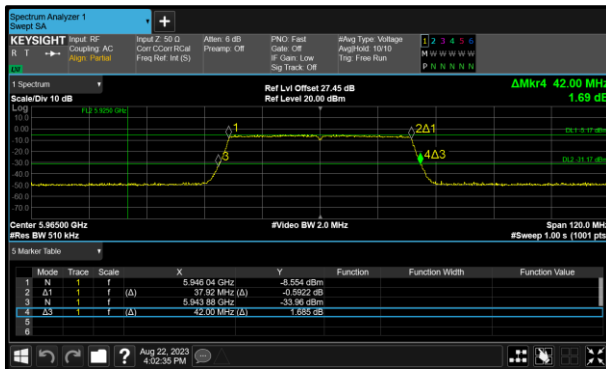 Spectrum Analyzer 1
Swept SA
KEYSIGHT Input: RF Input Z: 50 Ω Atten: 6 dB PNO: Fast #Avg Type: Voltage 1 2 3 4 5 6
R T Coupling: AC Corr CCorr RCal Preamp: Off Gate: Off Avg|Hold: 10/10 M W W W W W
Align: Partial Freq Ref: Int (S) IF Gain: Low Trig: Free Run
Sig Track: Off P N N N N N
1 Spectrum Ref Lvl Offset 27.45 dB ΔMkr4 42.00 MHz
Scale/Div 10 dB Ref Level 20.00 dBm 1.69 dB
Log
10.0
0.00
-10.0
-20.0
-30.0
-40.0
-50.0
-60.0
-70.0
1
2Δ1
3
4Δ3
DL2 -31.17 dBm
Center 5.96500 GHz #Video BW 2.0 MHz Span 120.0 MHz
#Res BW 510 kHz #Sweep 1.00 s (1001 pts)
5 Marker Table
Mode Trace Scale X Y Function Function Width Function Value
1 N 1 f 5.946 04 GHz -8.554 dBm
2 Δ1 1 f (Δ) 37.92 MHz (Δ) -0.5922 dB
3 N 1 f 5.943 88 GHz -33.96 dBm
4 Δ3 1 f (Δ) 42.00 MHz (Δ) 1.685 dB
5
6
? Aug 22, 2023
4:02:35 PM